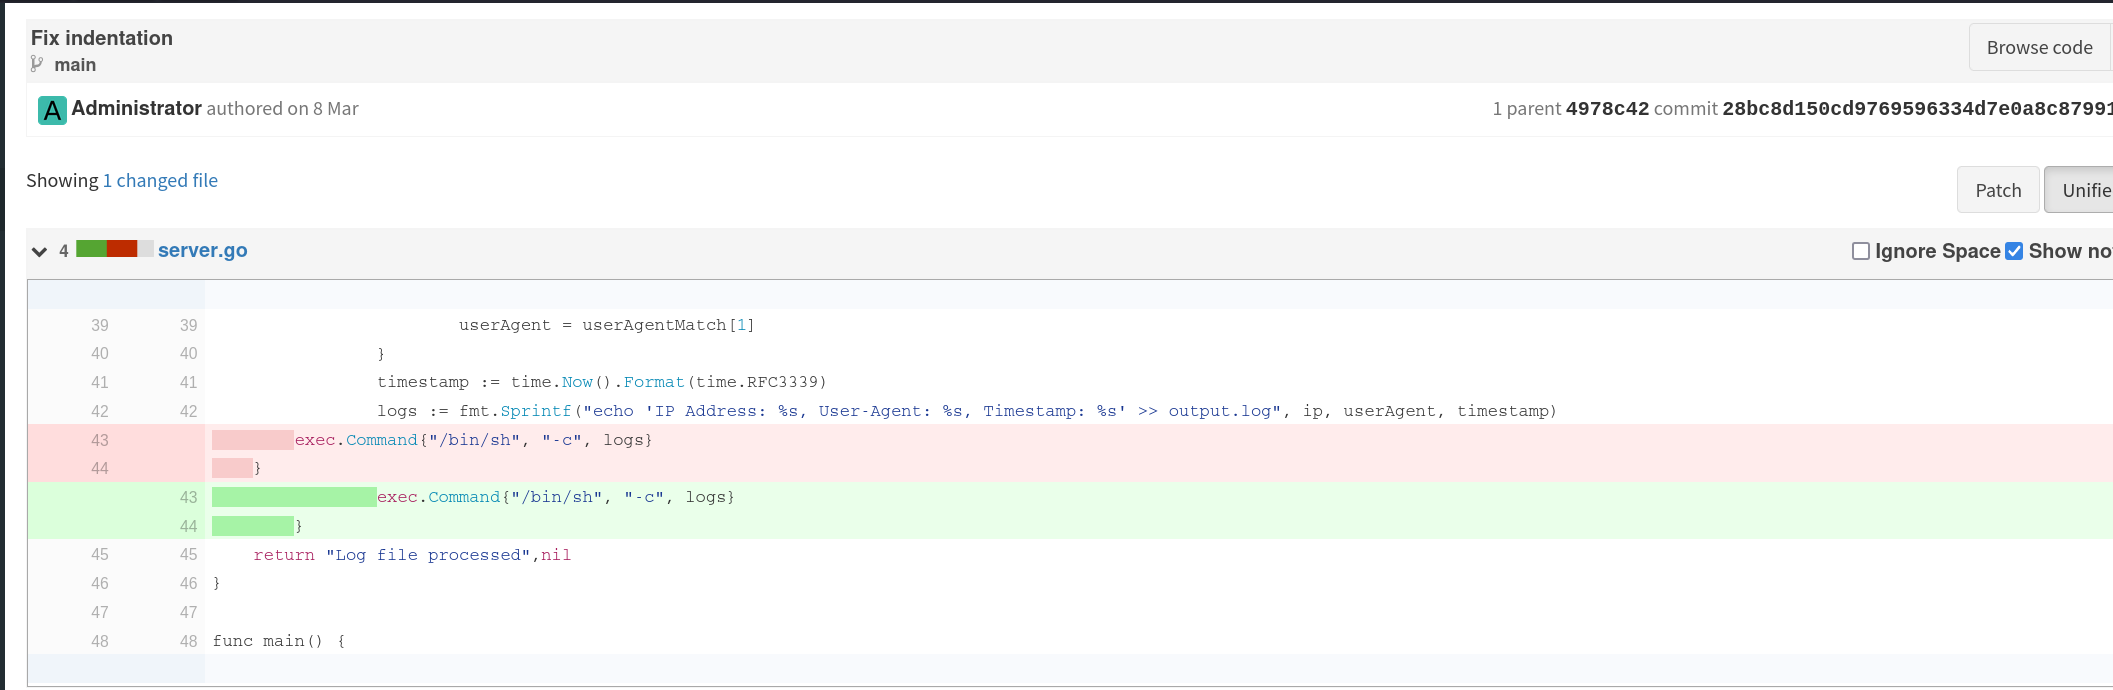 Fix indentation
main
Browse code
A Administrator authored on 8 Mar
1 parent 4978c42 commit 28bc8d150cd9769596334d7e0a8c87991
Showing 1 changed file
Patch
Unifie
4 server.go
Ignore Space Show no
39 39 userAgent = userAgentMatch[1]
40 40 }
41 41 timestamp := time.Now().Format(time.RFC3339)
42 42 logs := fmt.Sprintf("echo 'IP Address: %s, User-Agent: %s, Timestamp: %s' >> output.log", ip, userAgent, timestamp)
43 exec.Command{"/bin/sh", "-c", logs}
44 }
43 exec.Command{"/bin/sh", "-c", logs}
44 }
45 45 return "Log file processed",nil
46 46 }
47 47
48 48 func main() {